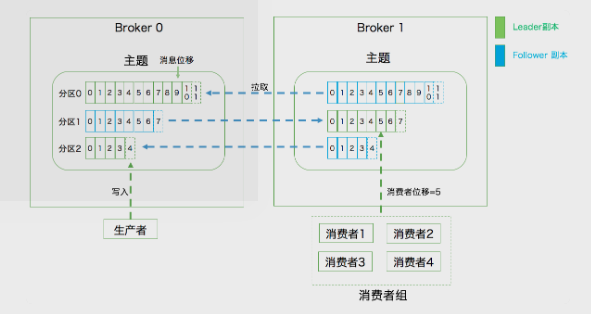 Broker 0
Broker 1
Leader副本
Follower 副本
主题
消息位移
主题
分区0
0 1 2 3 4 5 6 7 8 9 10 11
拉取
0 1 2 3 4 5 6 7 8 9 10 11
分区1
0 1 2 3 4 5 6 7
0 1 2 3 4 5 6 7
分区2
0 1 2 3 4
0 1 2 3 4
写入
消费者位移=5
生产者
消费者1
消费者2
消费者3
消费者4
消费者组